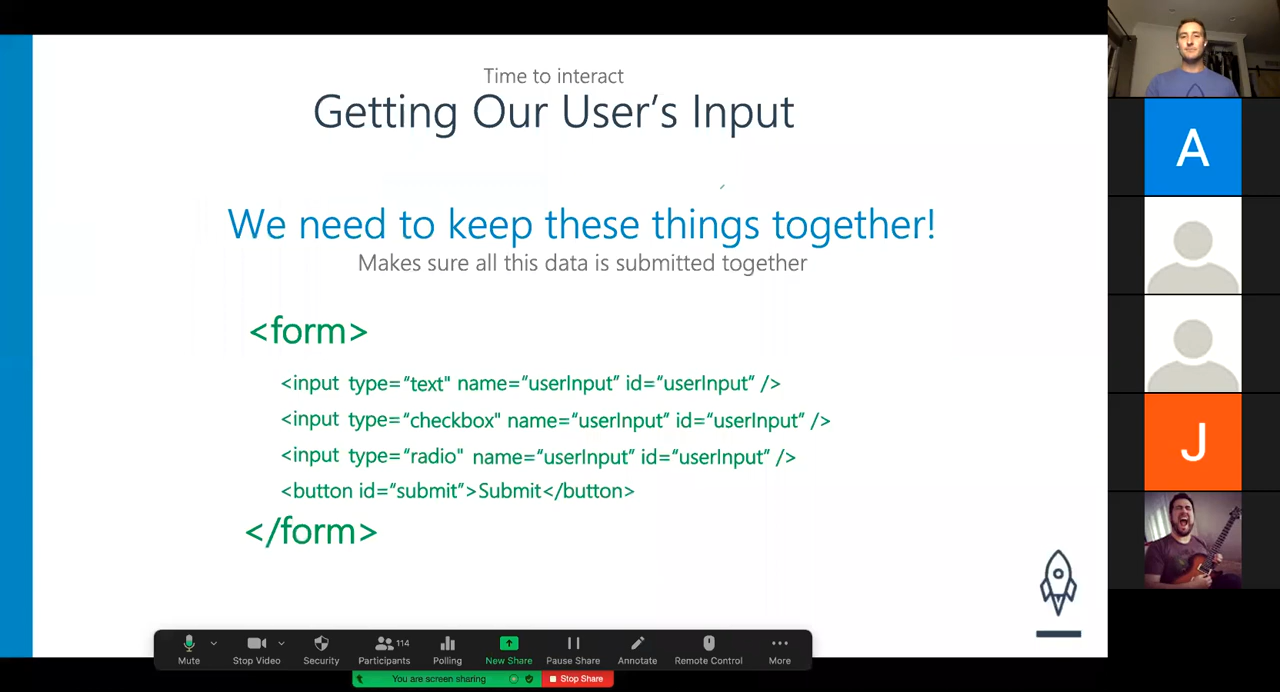 Time to interact
Getting Our User’s Input
We need to keep these things together!
Makes sure all this data is submitted together
<form>
<input type=“text" name=“userInput” id=“userInput” />
<input type=“checkbox" name=“userInput” id=“userInput” />
<input type=“radio" name=“userInput” id=“userInput” />
<button id=“submit”>Submit</button>
</form>
A
J
Mute
Stop Video
Security
114
Participants
Polling
New Share
Pause Share
Annotate
Remote Control
More
You are screen sharing
Stop Share